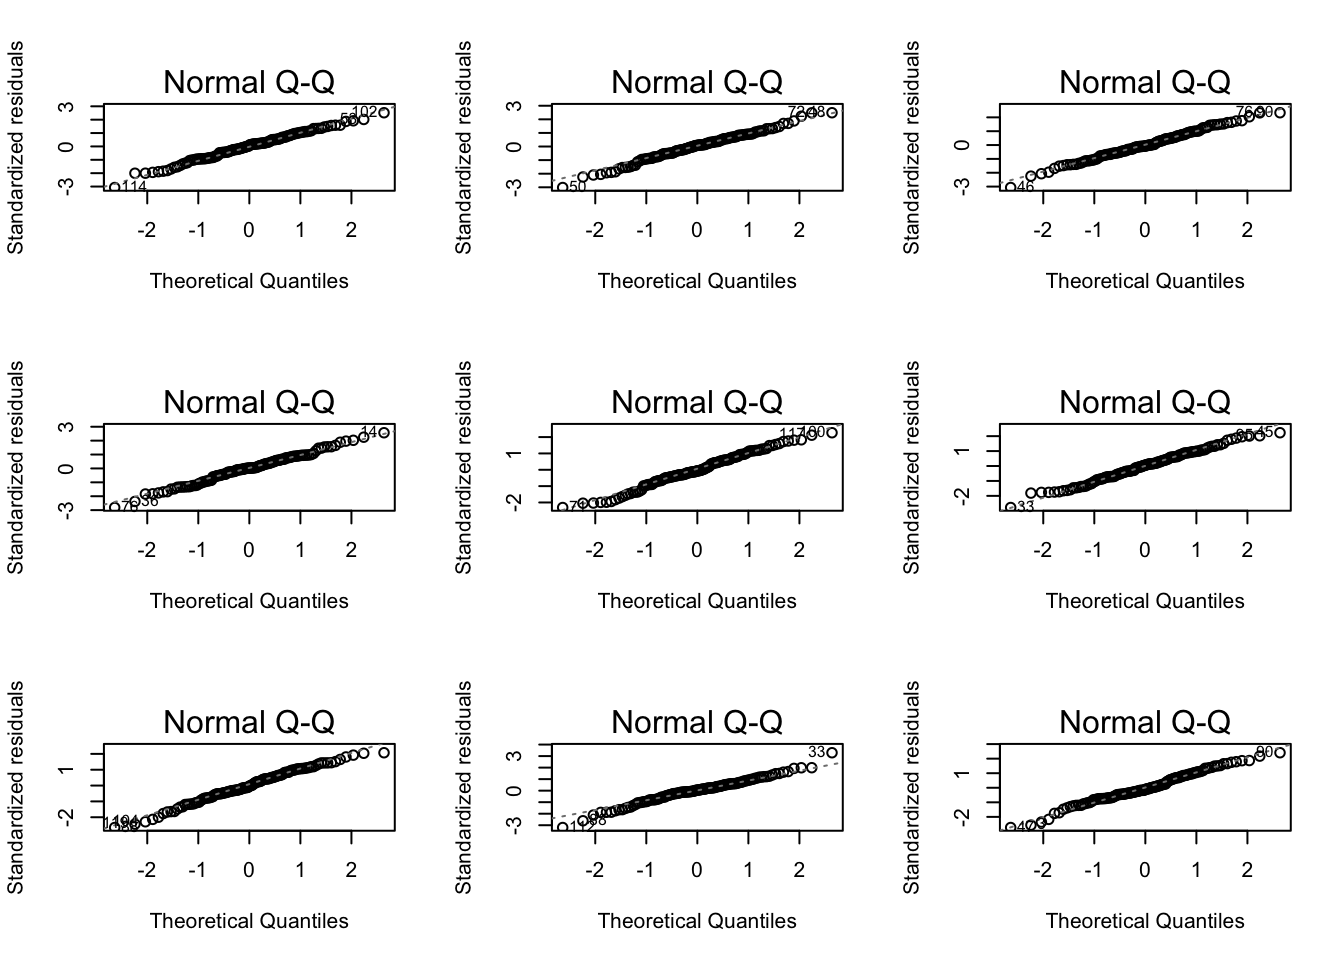 Normal Q-Q
Standardized residuals
3
0
-3
102
114
-2 -1 0 1 2
Theoretical Quantiles
Normal Q-Q
Standardized residuals
3
0
-3
50
-2 -1 0 1 2
Theoretical Quantiles
Normal Q-Q
Standardized residuals
0
-3
46
-2 -1 0 1 2
Theoretical Quantiles
Normal Q-Q
Standardized residuals
3
0
-3
14
36
-2 -1 0 1 2
Theoretical Quantiles
Normal Q-Q
Standardized residuals
1
-2
-2 -1 0 1 2
Theoretical Quantiles
Normal Q-Q
Standardized residuals
1
-2
33
-2 -1 0 1 2
Theoretical Quantiles
Normal Q-Q
Standardized residuals
1
-2
-2 -1 0 1 2
Theoretical Quantiles
Normal Q-Q
Standardized residuals
3
0
-3
33
112
-2 -1 0 1 2
Theoretical Quantiles
Normal Q-Q
Standardized residuals
1
-2
-2 -1 0 1 2
Theoretical Quantiles